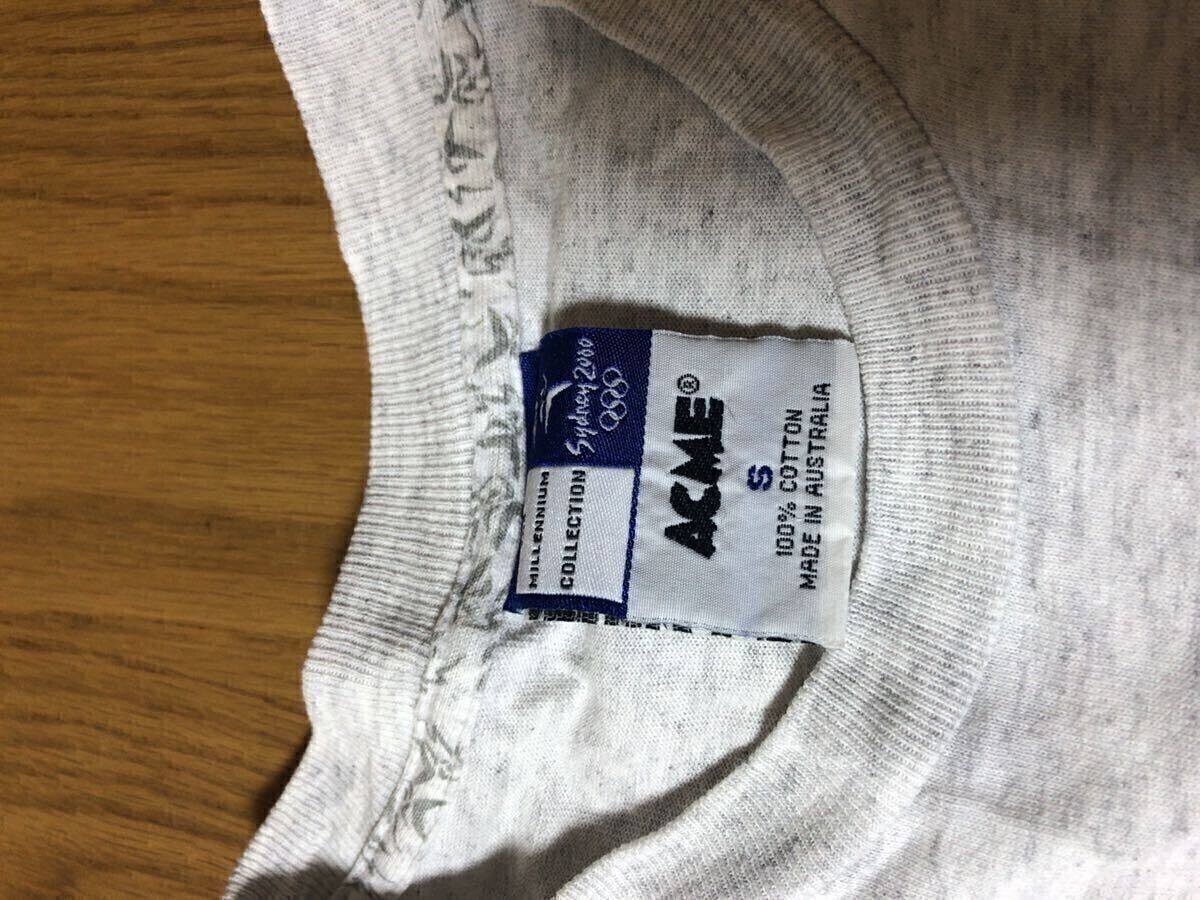 Sydney 2000
MILLENNIUM
COLLECTION
ACME®
S
100% COTTON
MADE IN AUSTRALIA